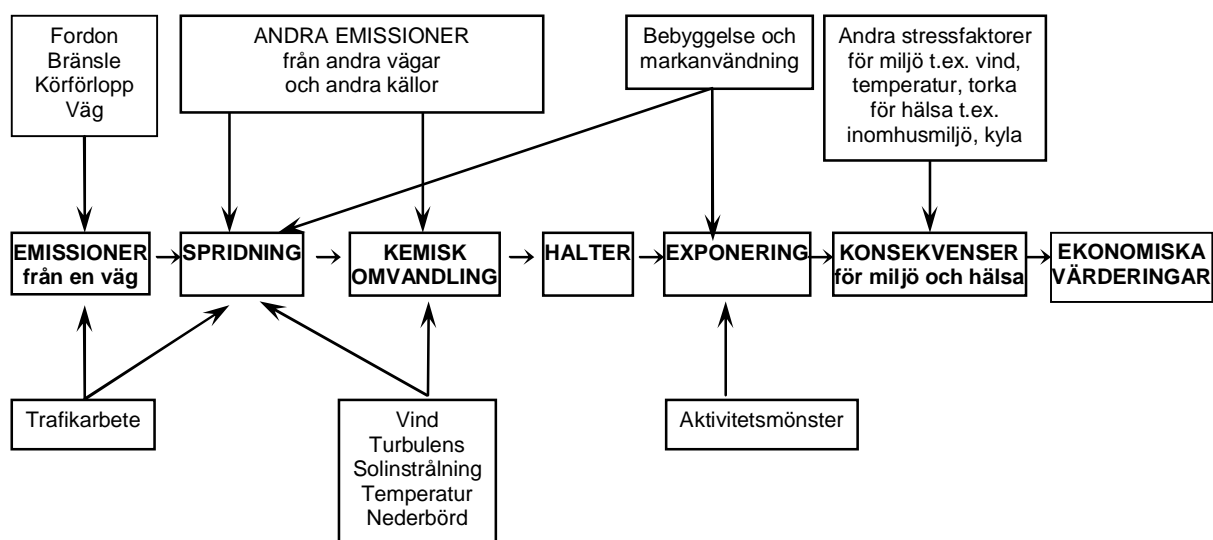 Fordon
Bränsle
Körförlopp
Väg
ANDRA EMISSIONER
från andra vägar
och andra källor
Bebyggelse och
markanvändning
Andra stressfaktorer
för miljö t.ex. vind,
temperatur, torka
för hälsa t.ex.
inomhusmiljö, kyla
EMISSIONER
från en väg
SPRIDNING
KEMISK
OMVANDLING
HALTER
EXPONERING
KONSEKVENSER
för miljö och hälsa
EKONOMISKA
VÄRDERINGAR
Trafikarbete
Vind
Turbulens
Solinstrålning
Temperatur
Nederbörd
Aktivitetsmönster